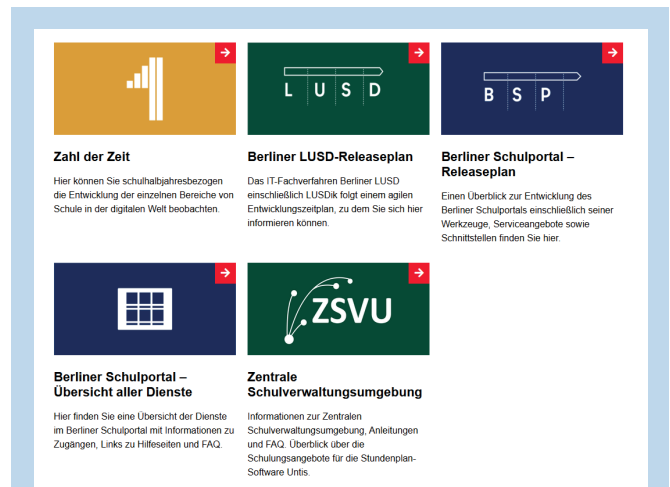 L U S D
B S P
Zahl der Zeit
Hier können Sie schulhalbjahresbezogen
die Entwicklung der einzelnen Bereiche von
Schule in der digitalen Welt beobachten.
Berliner LUSD-Releaseplan
Das IT-Fachverfahren Berliner LUSD
einschließlich LUSDik folgt einem agilen
Entwicklungszeitplan, zu dem Sie sich hier
informieren können.
Berliner Schulportal –
Releaseplan
Einen Überblick zur Entwicklung des
Berliner Schulportals einschließlich seiner
Werkzeuge, Serviceangebote sowie
Schnittstellen finden Sie hier.
ZSVU
Berliner Schulportal –
Übersicht aller Dienste
Hier finden Sie eine Übersicht der Dienste
im Berliner Schulportal mit Informationen zu
Zugängen, Links zu Hilfeseiten und FAQ.
Zentrale
Schulverwaltungsumgebung
Informationen zur Zentralen
Schulverwaltungsumgebung, Anleitungen
und FAQ. Überblick über die
Schulungsangebote für die Stundenplan-
Software Untis.